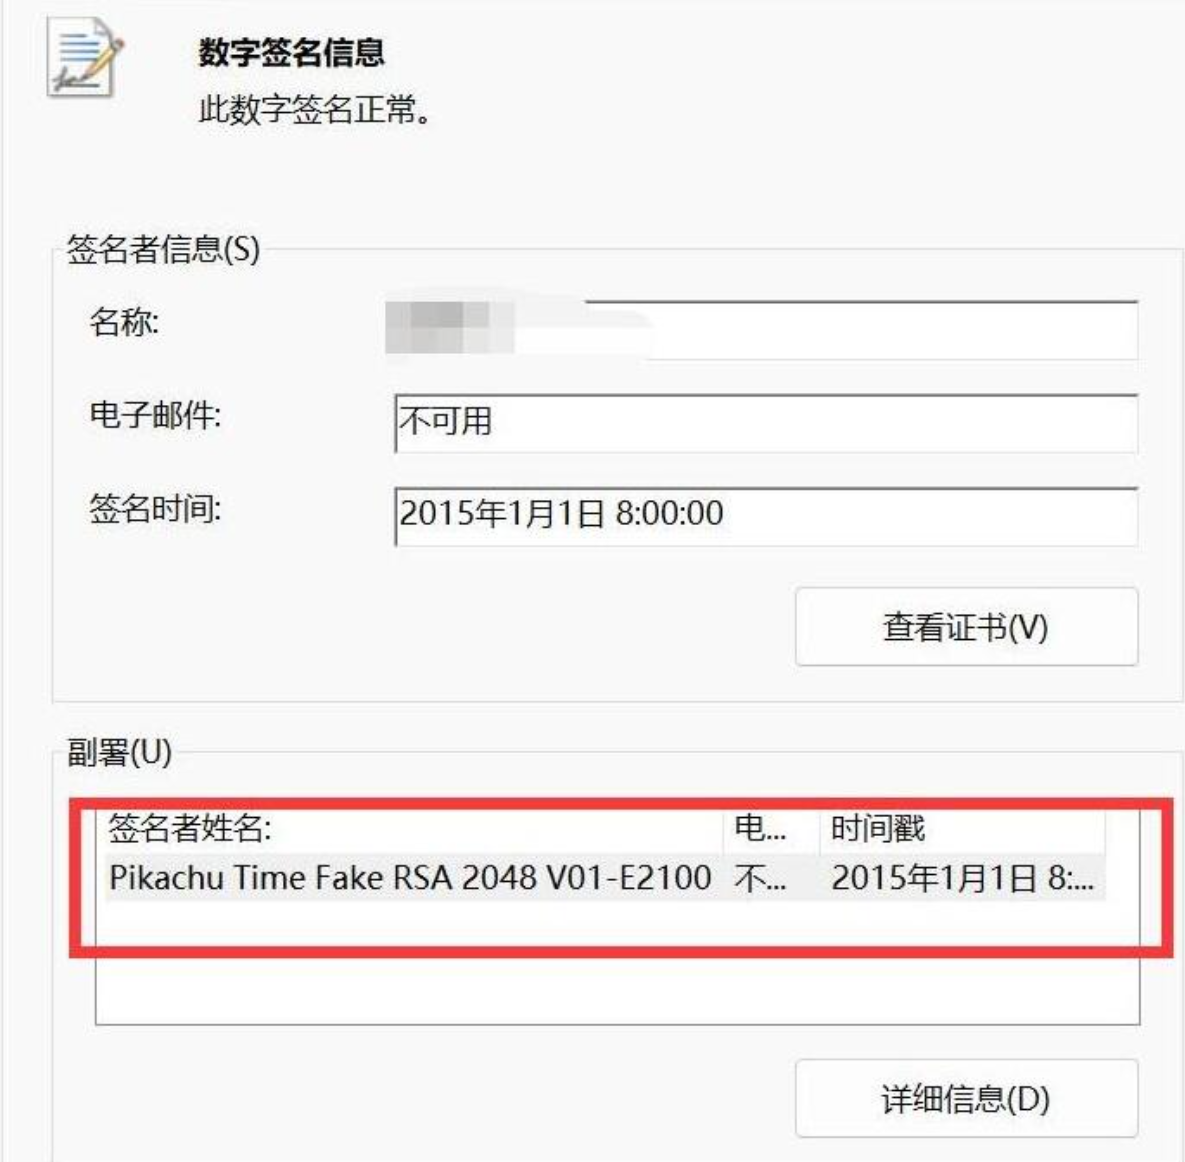 数字签名信息
此数字签名正常。
签名者信息(S)
名称:
电子邮件:
不可用
签名时间:
2015年1月1日 8:00:00
查看证书(V)
副署(U)
签名者姓名: 电... 时间戳
Pikachu Time Fake RSA 2048 V01-E2100 不... 2015年1月1日 8:...
详细信息(D)